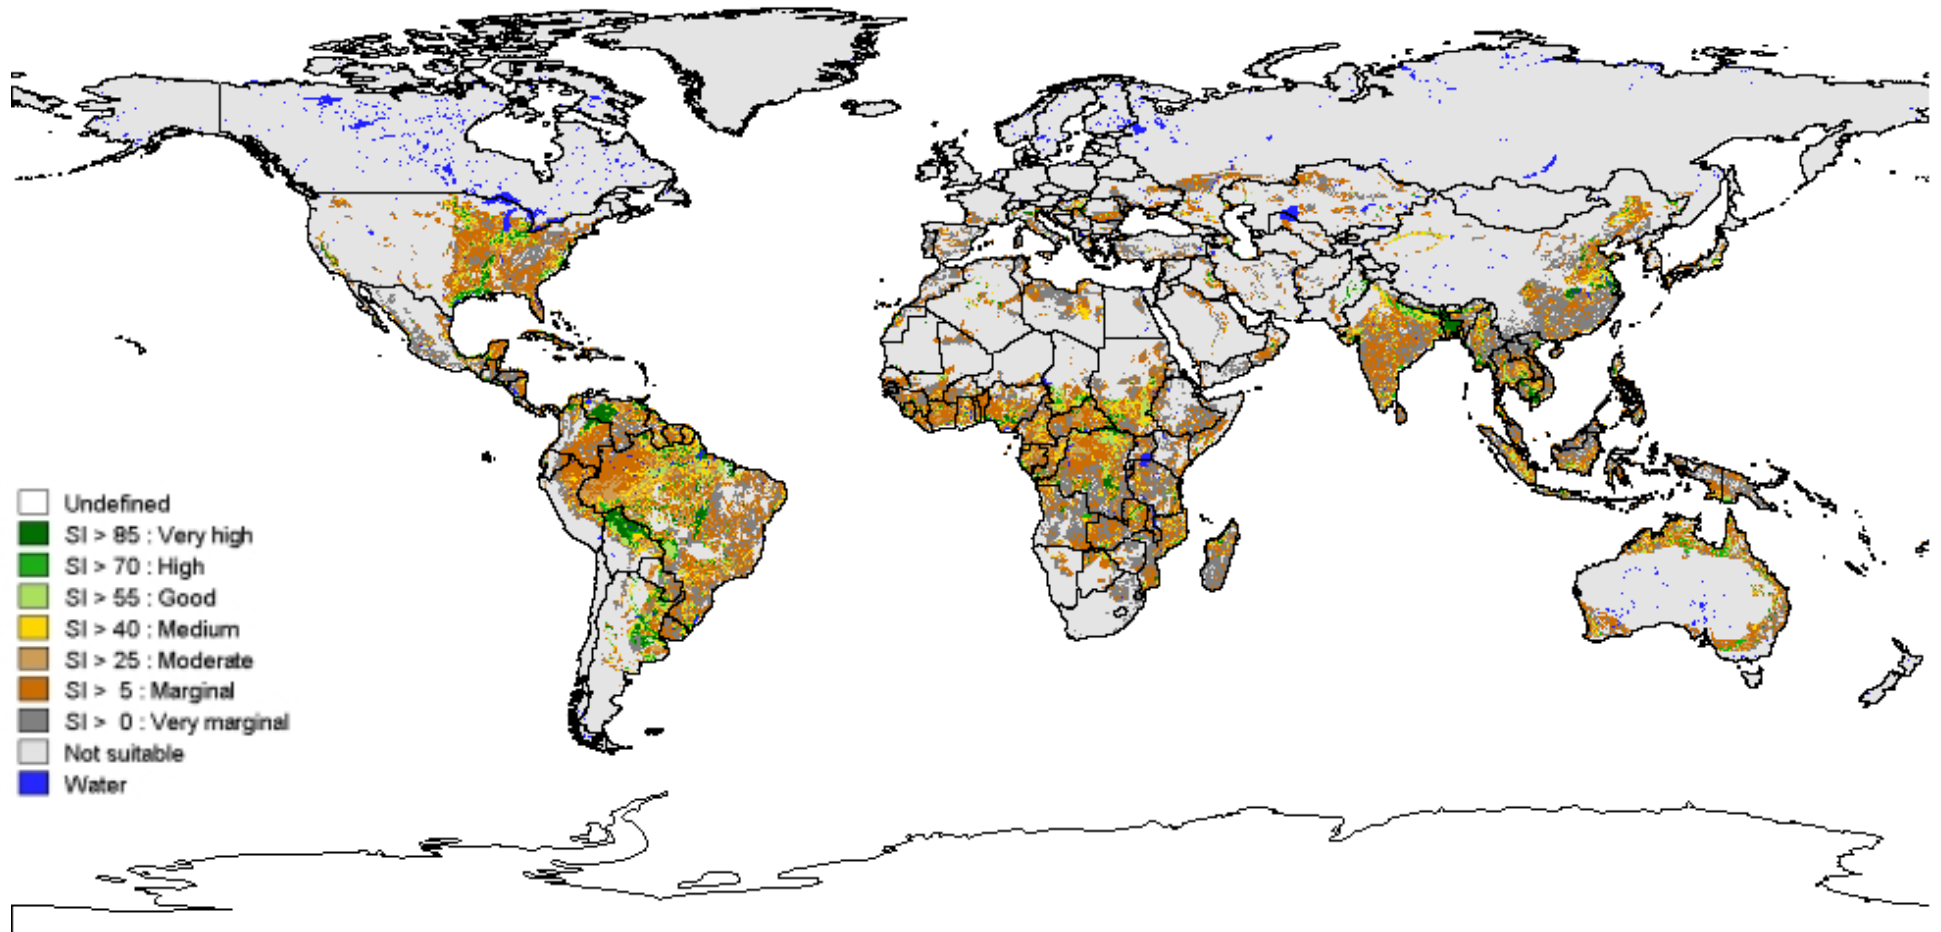 Undefined
SI > 85 : Very high
SI > 70 : High
SI > 55 : Good
SI > 40 : Medium
SI > 25 : Moderate
SI > 5 : Marginal
SI > 0 : Very marginal
Not suitable
Water